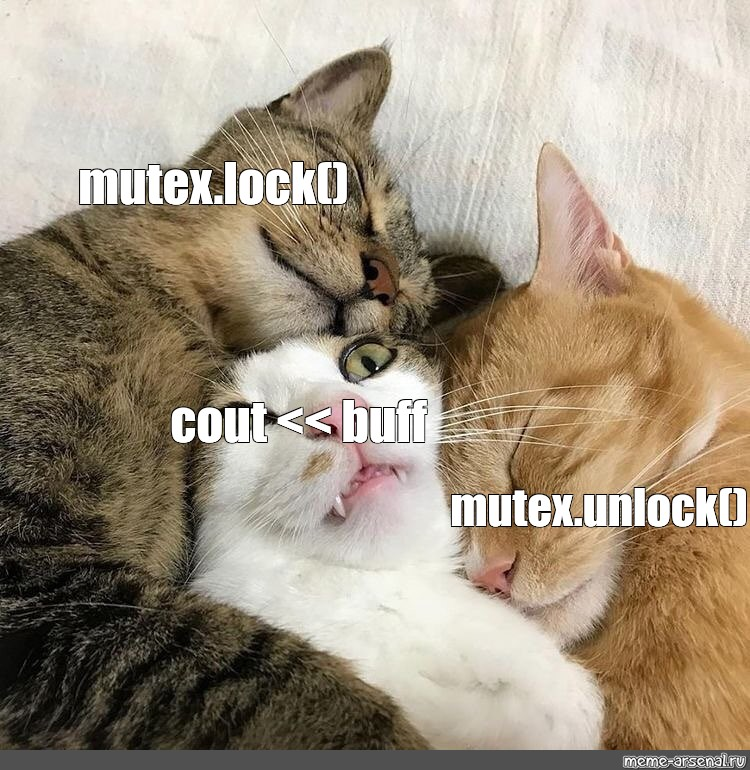 mutex.lock()
cout << buff
mutex.unlock()
meme-arsenal.ru